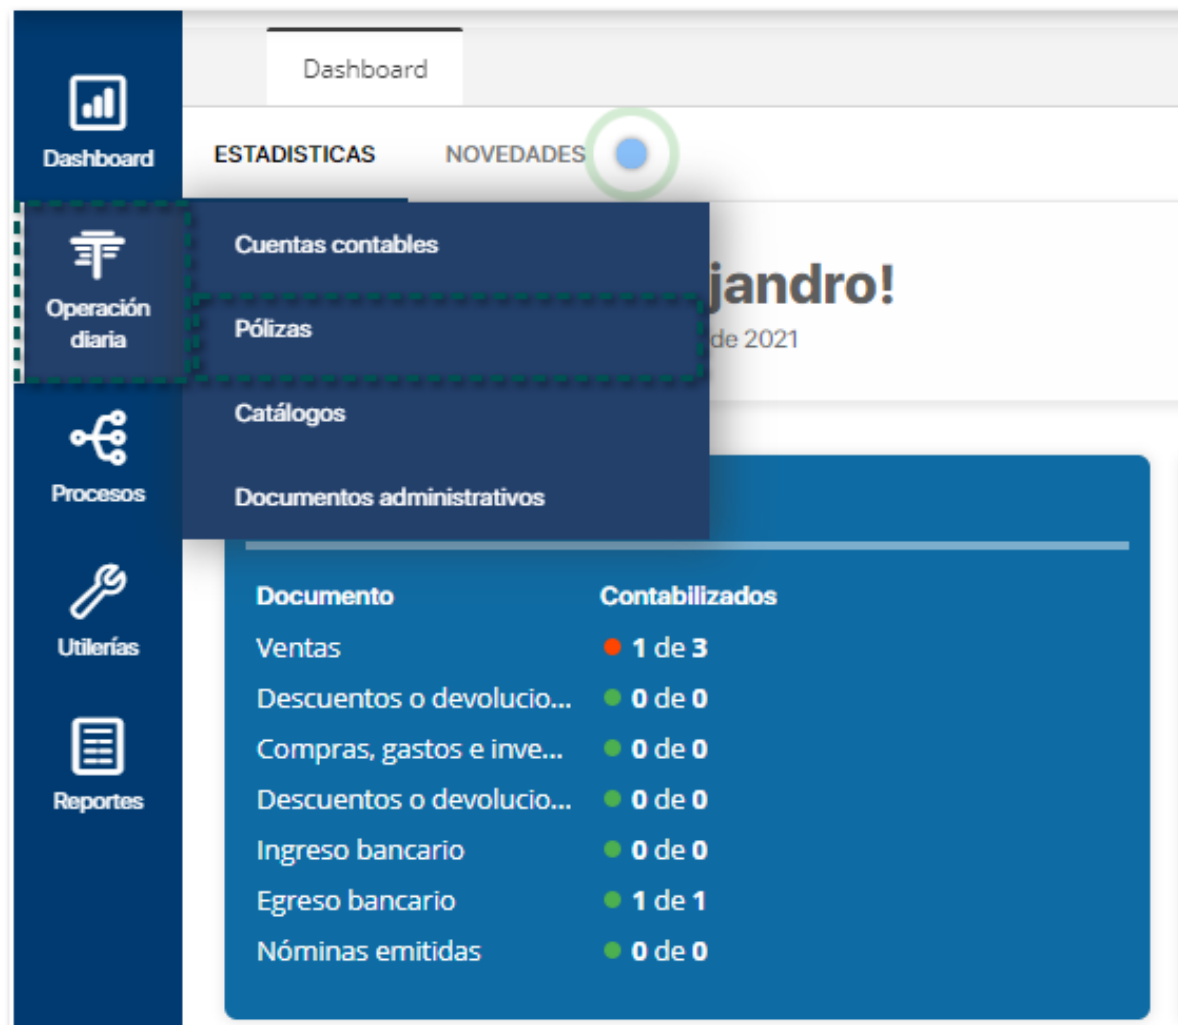 Dashboard
Dashboard
ESTADISTICAS
NOVEDADES
Operación
diaria
Procesos
Utilerías
Reportes
Cuentas contables
Pólizas
Catálogos
Documentos administrativos
jandro!
de 2021
Documento Contabilizados
Ventas 1 de 3
Descuentos o devolucio... 0 de 0
Compras, gastos e inve... 0 de 0
Descuentos o devolucio... 0 de 0
Ingreso bancario 0 de 0
Egreso bancario 1 de 1
Nóminas emitidas 0 de 0